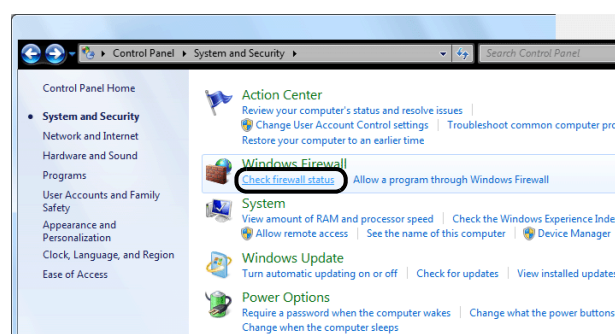 Control Panel ▸ System and Security ▸ Search Control Panel
Control Panel Home
System and Security
Network and Internet
Hardware and Sound
Programs
User Accounts and Family
Safety
Appearance and
Personalization
Clock, Language, and Region
Ease of Access
Action Center
Review your computer's status and resolve issues
Change User Account Control settings Troubleshoot common computer pro
Restore your computer to an earlier time
Windows Firewall
Check firewall status Allow a program through Windows Firewall
System
View amount of RAM and processor speed Check the Windows Experience Inde
Allow remote access See the name of this computer Device Manager
Windows Update
Turn automatic updating on or off Check for updates View installed updates
Power Options
Require a password when the computer wakes Change what the power buttons
Change when the computer sleeps